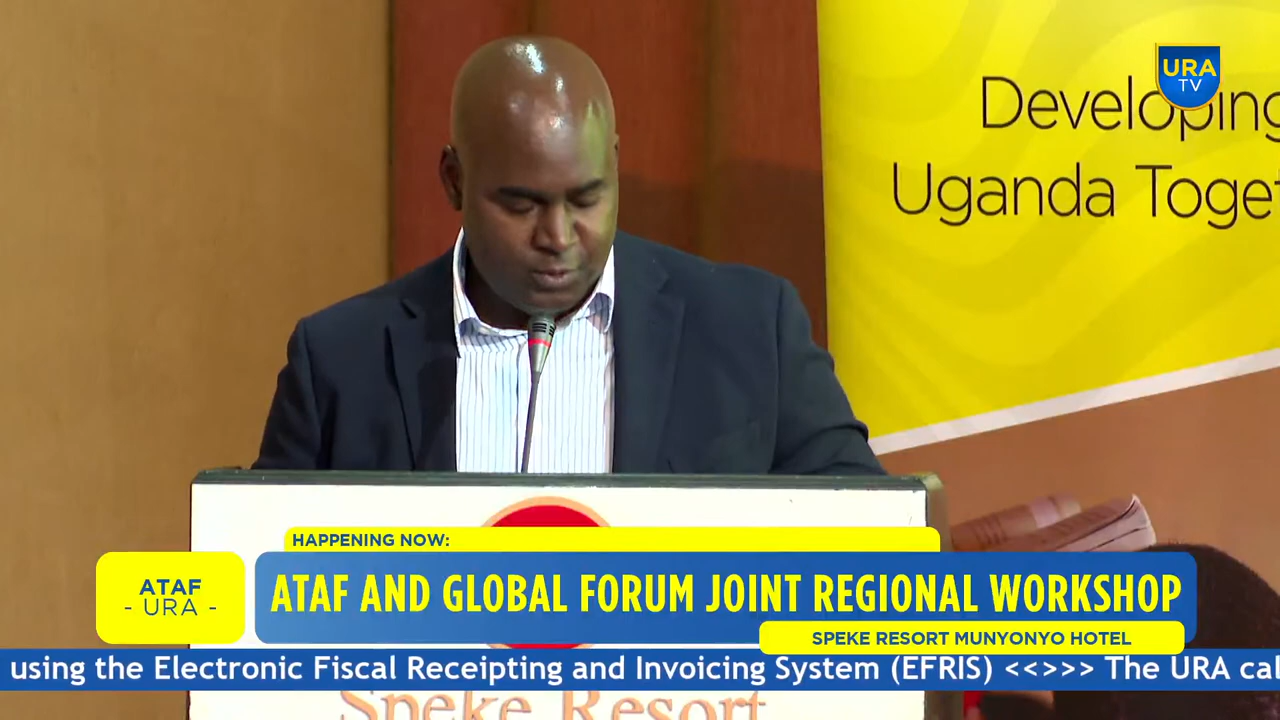 URA
TV
Developing
Uganda Toget
HAPPENING NOW:
ATAF
- URA -
ATAF AND GLOBAL FORUM JOINT REGIONAL WORKSHOP
SPEKE RESORT MUNYONYO HOTEL
using the Electronic Fiscal Receipting and Invoicing System (EFRIS) <<>>> The URA cal
Speke Resort